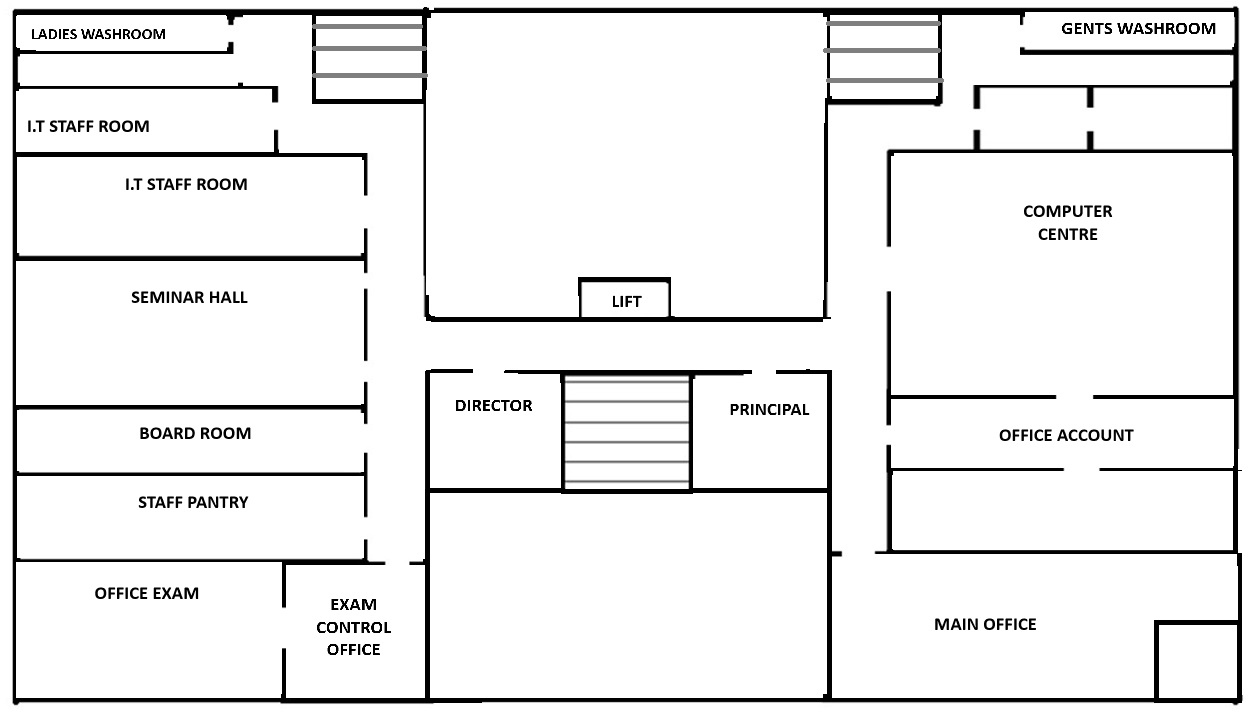 LADIES WASHROOM
GENTS WASHROOM
I.T STAFF ROOM
I.T STAFF ROOM
COMPUTER
CENTRE
SEMINAR HALL
LIFT
DIRECTOR
PRINCIPAL
BOARD ROOM
OFFICE ACCOUNT
STAFF PANTRY
OFFICE EXAM
EXAM
CONTROL
OFFICE
MAIN OFFICE